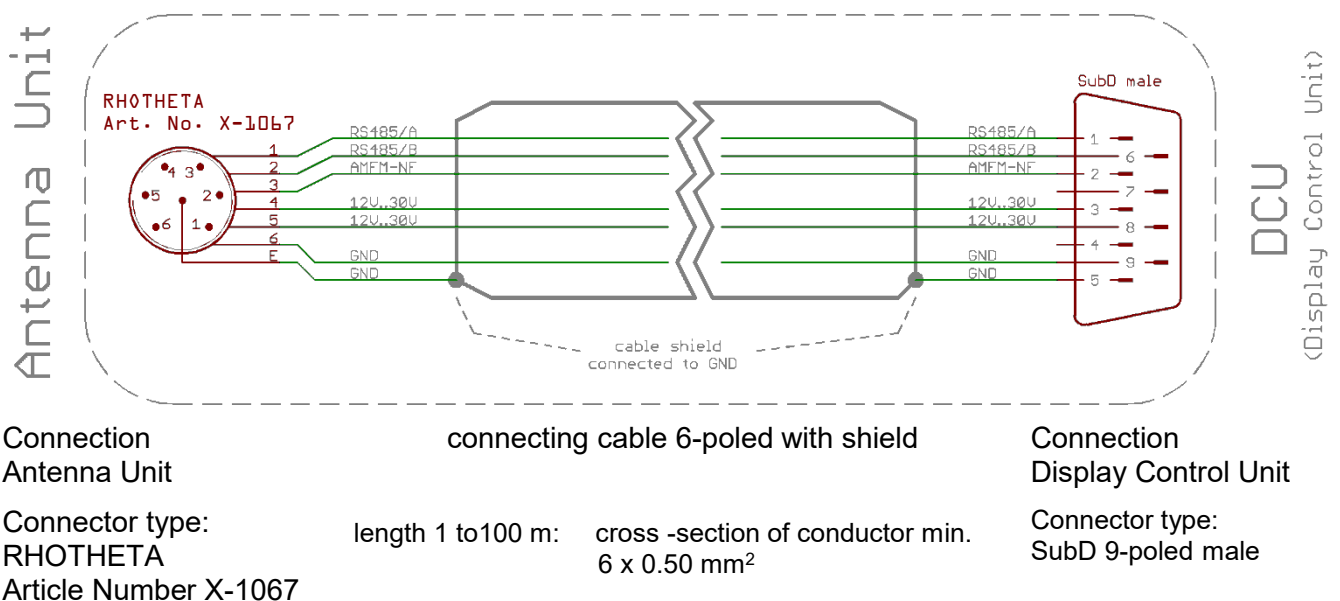 Antenna Unit
RHOTHETA
Art. No. X-1067
1
2
3
4
5
6
E
4 3
5 2
6 1
RS485/A
RS485/B
AMFM-NF
12V..30V
12V..30V
GND
GND
cable shield
connected to GND
RS485/A
RS485/B
AMFM-NF
12V..30V
12V..30V
GND
GND
SubD male
1
6
2
7
3
8
4
9
5
DCU
(Display Control Unit)
Connection
Antenna Unit
Connector type:
RHOTHETA
Article Number X-1067
connecting cable 6-poled with shield
length 1 to100 m: cross -section of conductor min.
6 x 0.50 mm²
Connection
Display Control Unit
Connector type:
SubD 9-poled male